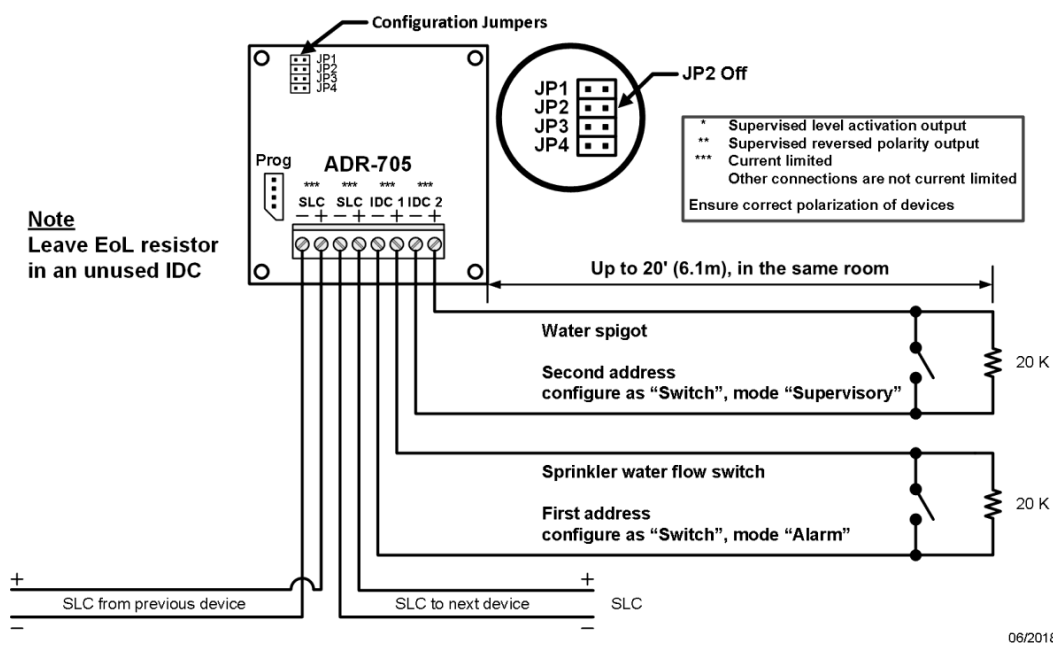 Configuration Jumpers
JP1
JP2
JP3
JP4
JP2 Off
JP1
JP2
JP3
JP4
* Supervised level activation output
** Supervised reversed polarity output
*** Current limited
Other connections are not current limited
Ensure correct polarization of devices
Prog
ADR-705
*** *** *** ***
SLC SLC IDC 1 IDC 2
− + − + − + − +
Note
Leave EoL resistor
in an unused IDC
Up to 20' (6.1m), in the same room
Water spigot
Second address
configure as “Switch”, mode “Supervisory”
20 K
Sprinkler water flow switch
First address
configure as “Switch”, mode “Alarm”
20 K
+ +
SLC from previous device SLC to next device SLC
− −
06/2018